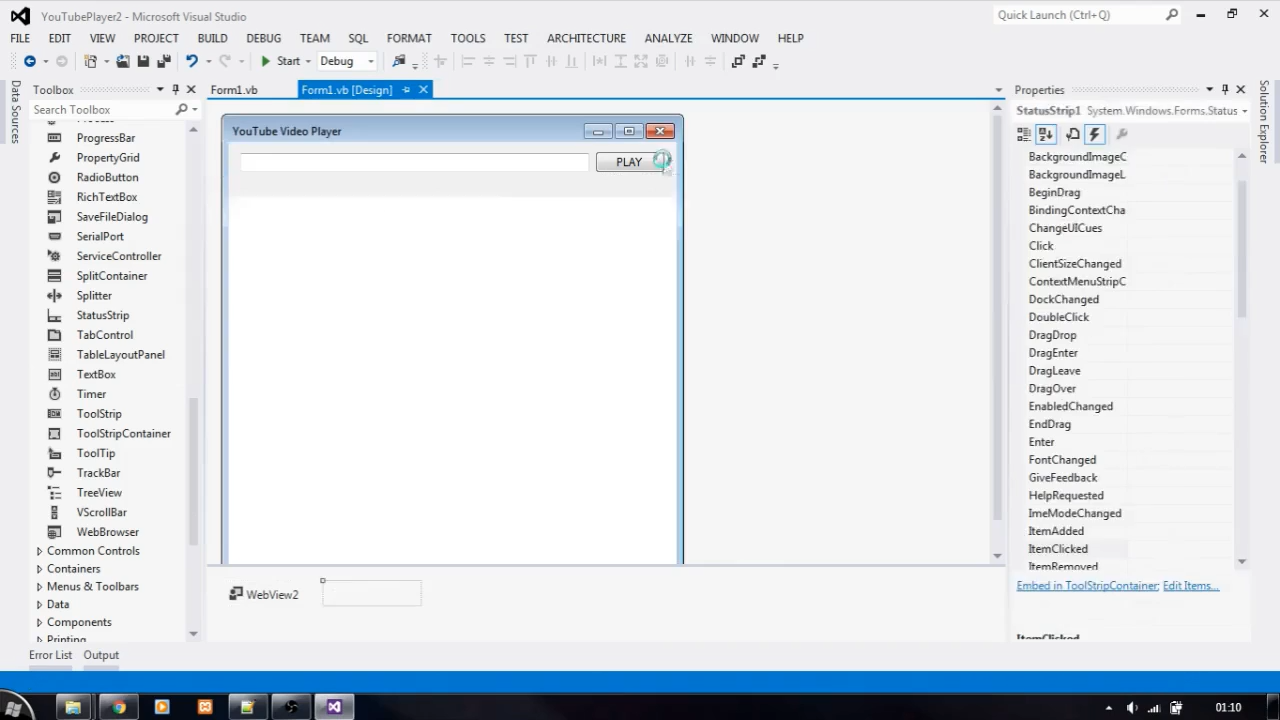 YouTubePlayer2 - Microsoft Visual Studio
Quick Launch (Ctrl+Q)
FILE EDIT VIEW PROJECT BUILD DEBUG TEAM SQL FORMAT TOOLS TEST ARCHITECTURE ANALYZE WINDOW HELP
Start Debug
Data Sources
Toolbox
Search Toolbox
ProgressBar
PropertyGrid
RadioButton
RichTextBox
SaveFileDialog
SerialPort
ServiceController
SplitContainer
Splitter
StatusStrip
TabControl
TableLayoutPanel
TextBox
Timer
ToolStrip
ToolStripContainer
ToolTip
TrackBar
TreeView
VScrollBar
WebBrowser
Common Controls
Containers
Menus & Toolbars
Data
Components
Printing
Form1.vb Form1.vb [Design]
YouTube Video Player
PLAY
WebView2
Properties
StatusStrip1 System.Windows.Forms.Status
BackgroundImageC
BackgroundImageL
BeginDrag
BindingContextCha
ChangeUICues
Click
ClientSizeChanged
ContextMenuStripC
DockChanged
DoubleClick
DragDrop
DragEnter
DragLeave
DragOver
EnabledChanged
EndDrag
Enter
FontChanged
GiveFeedback
HelpRequested
ImeModeChanged
ItemAdded
ItemClicked
ItemRemoved
Embed in ToolStripContainer, Edit Items...
ItemClicked
Solution Explorer
Error List Output
01:10